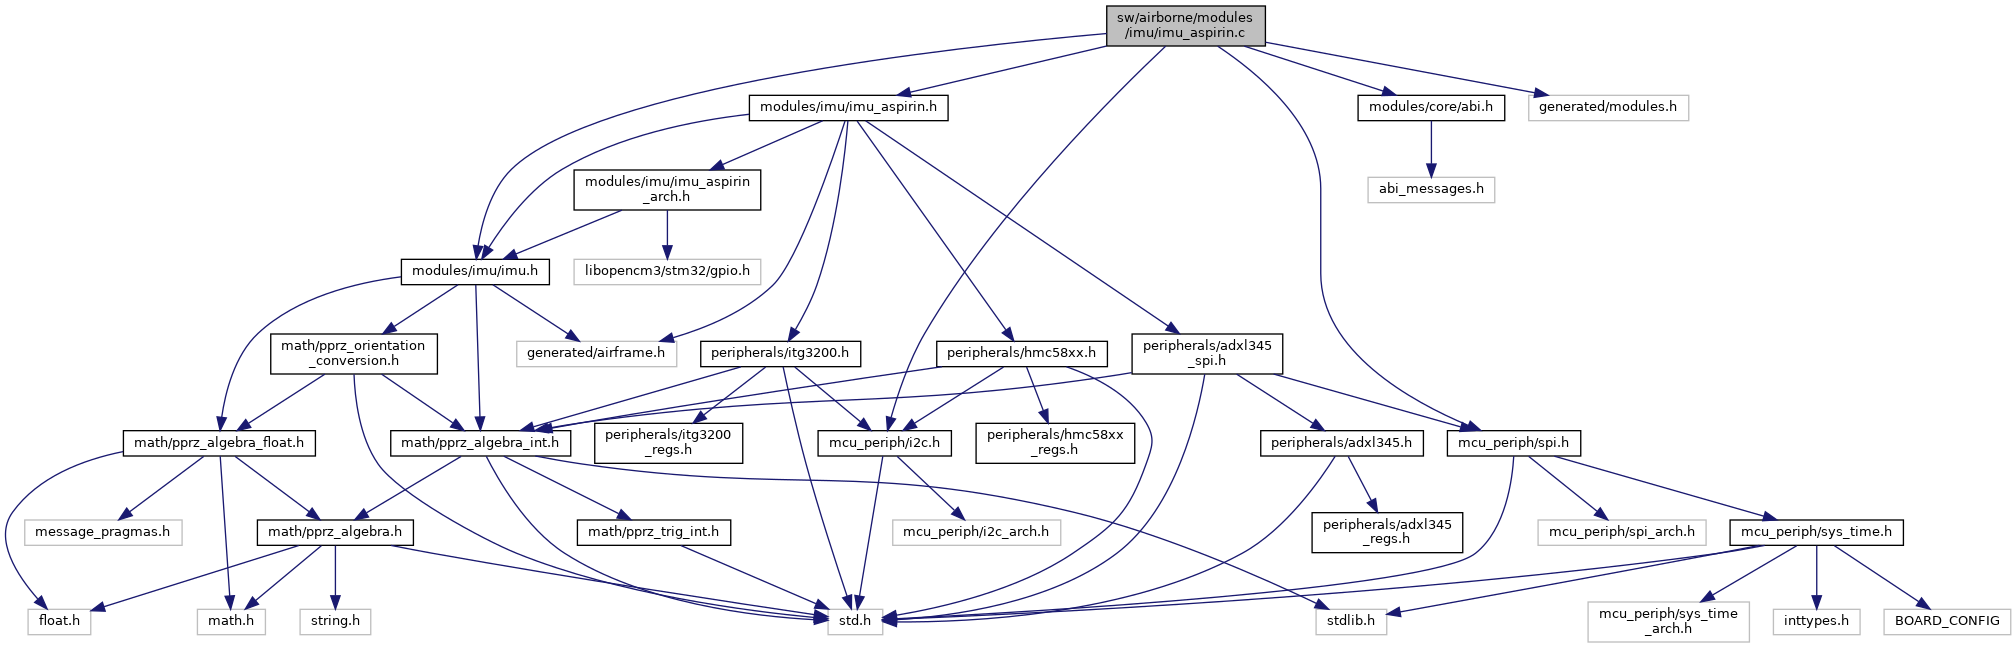 sw/airborne/modules
/imu/imu_aspirin.c
modules/imu/imu_aspirin.h
modules/core/abi.h
generated/modules.h
modules/imu/imu_aspirin
_arch.h
abi_messages.h
modules/imu/imu.h
libopencm3/stm32/gpio.h
math/pprz_orientation
_conversion.h
generated/airframe.h
peripherals/itg3200.h
peripherals/hmc58xx.h
peripherals/adxl345
_spi.h
math/pprz_algebra_float.h
math/pprz_algebra_int.h
peripherals/itg3200
_regs.h
mcu_periph/i2c.h
peripherals/hmc58xx
_regs.h
peripherals/adxl345.h
mcu_periph/spi.h
message_pragmas.h
math/pprz_algebra.h
math/pprz_trig_int.h
mcu_periph/i2c_arch.h
peripherals/adxl345
_regs.h
mcu_periph/spi_arch.h
mcu_periph/sys_time.h
float.h
math.h
string.h
std.h
stdlib.h
mcu_periph/sys_time
_arch.h
inttypes.h
BOARD_CONFIG